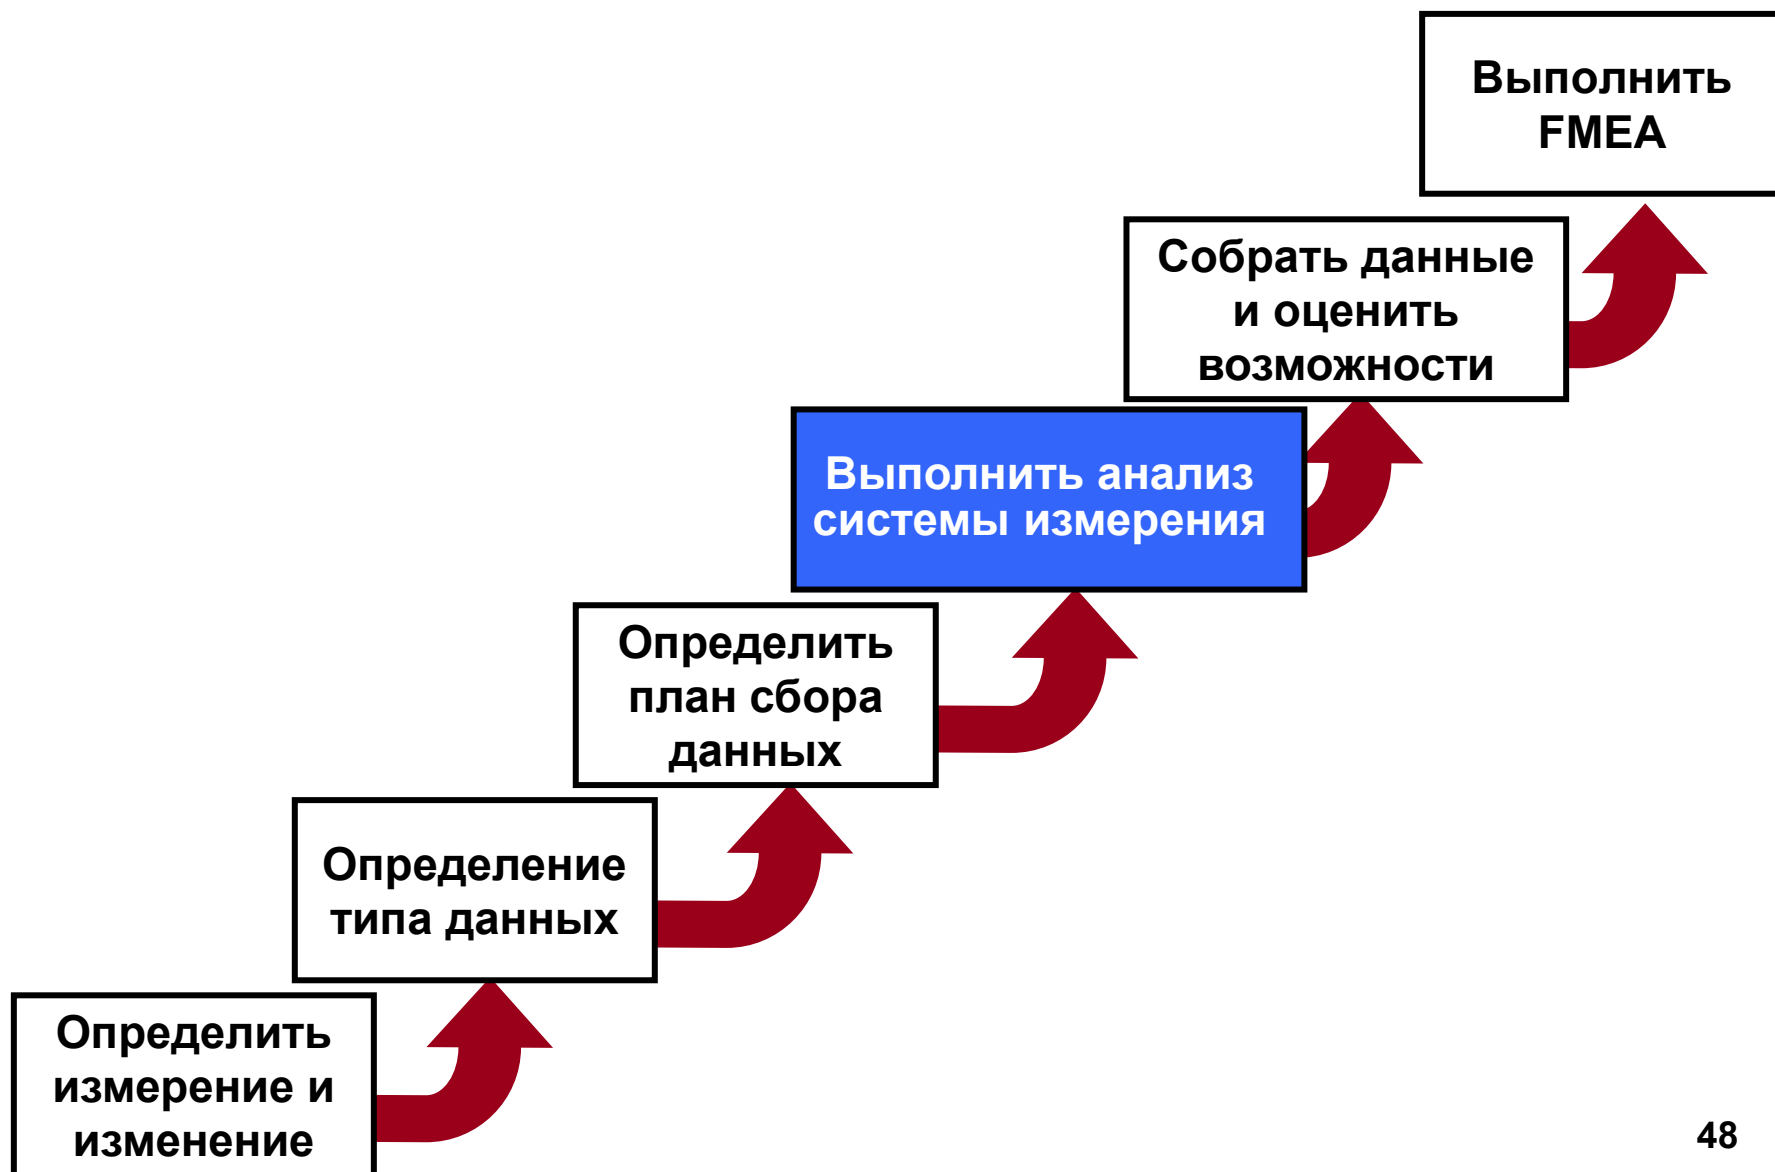 Выполнить
FMEA
Собрать данные
и оценить
возможности
Выполнить анализ
системы измерения
Определить
план сбора
данных
Определение
типа данных
Определить
измерение и
изменение
48